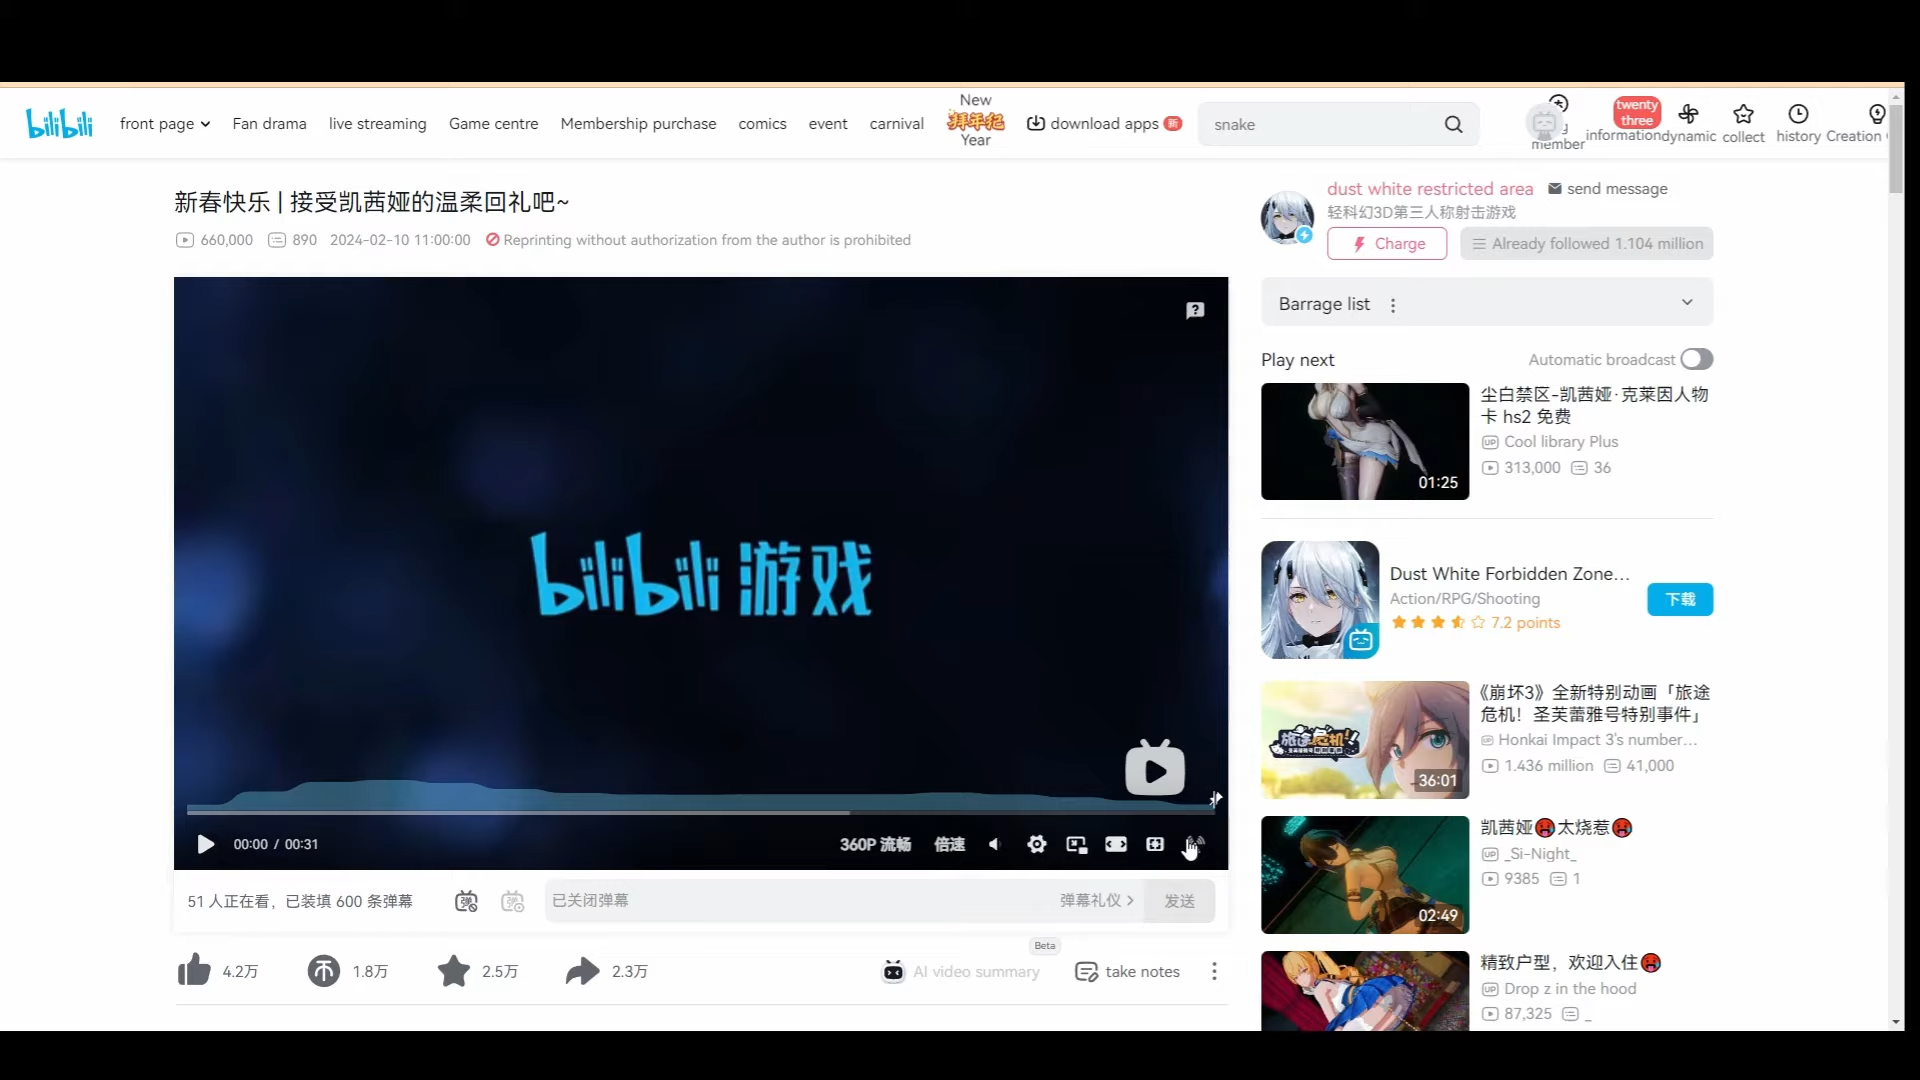 bilibili
front page
Fan drama
live streaming
Game centre
Membership purchase
comics
event
carnival
New
拜年纪
Year
download apps 新
snake
member
twenty
three
information
dynamic
collect
history
Creation
新春快乐 | 接受凯茜娅的温柔回礼吧~
660,000 890 2024-02-10 11:00:00 Reprinting without authorization from the author is prohibited
dust white restricted area send message
轻科幻3D第三人称射击游戏
Charge Already followed 1.104 million
bilibili 游戏
00:00 / 00:31 360P 流畅 倍速
51 人正在看，已装填 600 条弹幕 已关闭弹幕 弹幕礼仪 > 发送
4.2万 1.8万 2.5万 2.3万 AI video summary Beta take notes
Barrage list
Play next Automatic broadcast
尘白禁区-凯茜娅·克莱因人物
卡 hs2 免费
UP Cool library Plus
313,000 36
01:25
Dust White Forbidden Zone...
Action/RPG/Shooting
7.2 points
下载
《崩坏3》全新特别动画「旅途
危机！圣芙蕾雅号特别事件」
UP Honkai Impact 3's number...
1.436 million 41,000
旅途危机!
36:01
凯茜娅🥵太烧惹🥵
UP _Si-Night_
9385 1
02:49
精致户型，欢迎入住🥵
UP Drop z in the hood
87,325 _